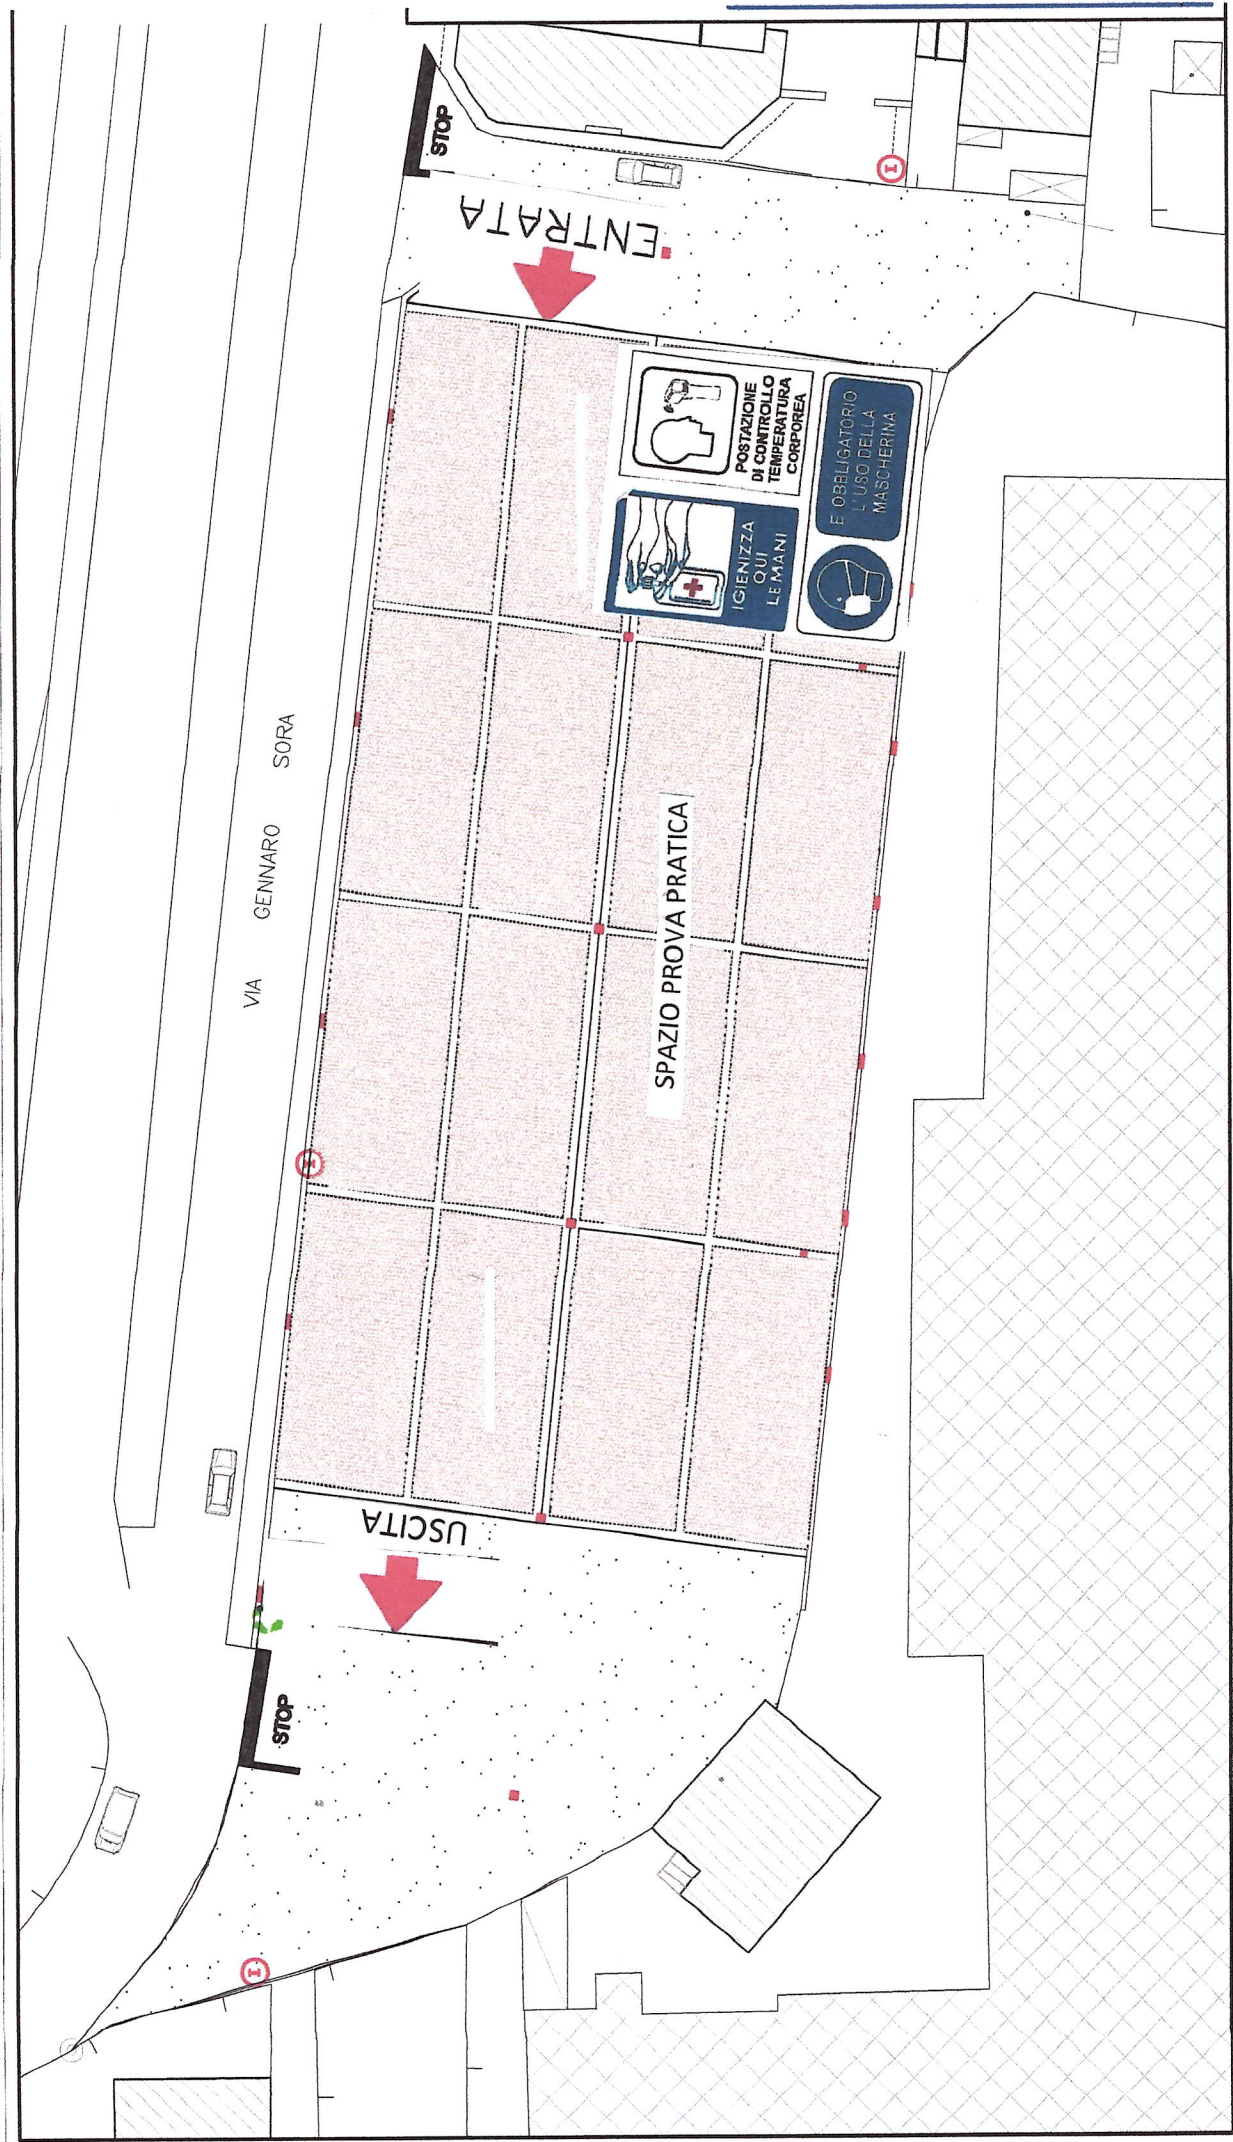 STOP
ENTRATA
POSTAZIONE
DI CONTROLLO
TEMPERATURA
CORPOREA
E OBBLIGATORIO
L'USO DELLA
MASCHERINA
IGIENIZZA
QUI
LE MANI
VIA GENNARO SORA
SPAZIO PROVA PRATICA
USCITA
STOP
I
I
I